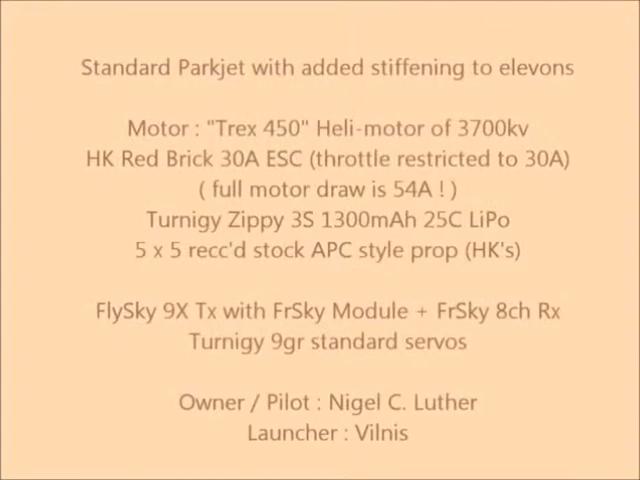 Standard Parkjet with added stiffening to elevons
Motor : "Trex 450" Heli-motor of 3700kv
HK Red Brick 30A ESC (throttle restricted to 30A)
( full motor draw is 54A ! )
Turnigy Zippy 3S 1300mAh 25C LiPo
5 x 5 recc'd stock APC style prop (HK's)
FlySky 9X Tx with FrSky Module + FrSky 8ch Rx
Turnigy 9gr standard servos
Owner / Pilot : Nigel C. Luther
Launcher : Vilnis